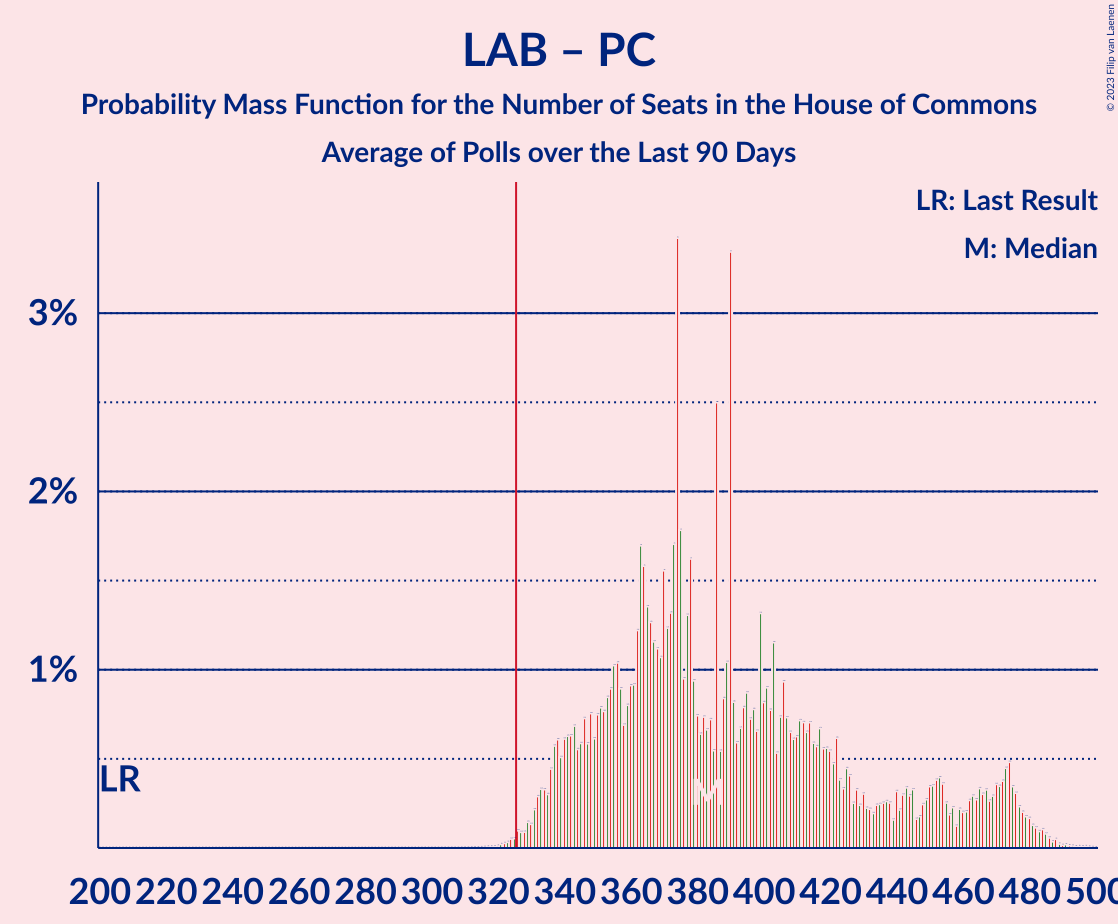 LAB – PC
Probability Mass Function for the Number of Seats in the House of Commons
Average of Polls over the Last 90 Days
© 2023 Filip van Laenen
LR: Last Result
M: Median
3%
2%
1%
LR
M
200 220 240 260 280 300 320 340 360 380 400 420 440 460 480 500